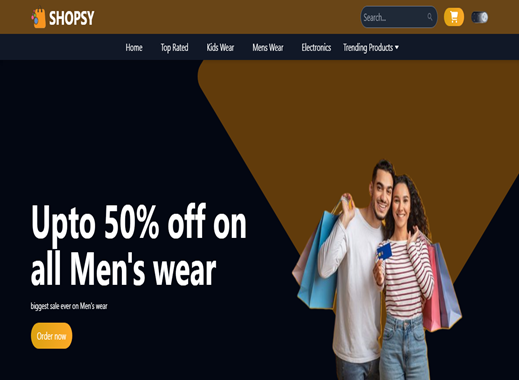 SHOPSY
Search...
Home Top Rated Kids Wear Mens Wear Electronics Trending Products
Upto 50% off on
all Men's wear
biggest sale ever on Men's wear
Order now